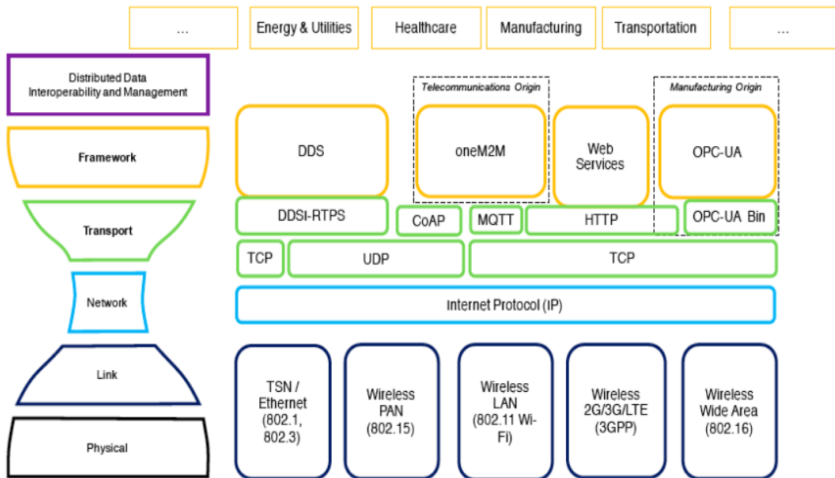 ...
Energy & Utilities
Healthcare
Manufacturing
Transportation
...
Distributed Data
Interoperability and Management
Telecommunications Origin
Manufacturing Origin
Framework
DDS
oneM2M
Web
Services
OPC-UA
Transport
DDSI-RTPS
CoAP
MQTT
HTTP
OPC-UA Bin
TCP
UDP
TCP
Network
Internet Protocol (IP)
Link
TSN /
Ethernet
(802.1,
802.3)
Wireless
PAN
(802.15)
Wireless
LAN
(802.11 Wi-
Fi)
Wireless
2G/3G/LTE
(3GPP)
Wireless
Wide Area
(802.16)
Physical